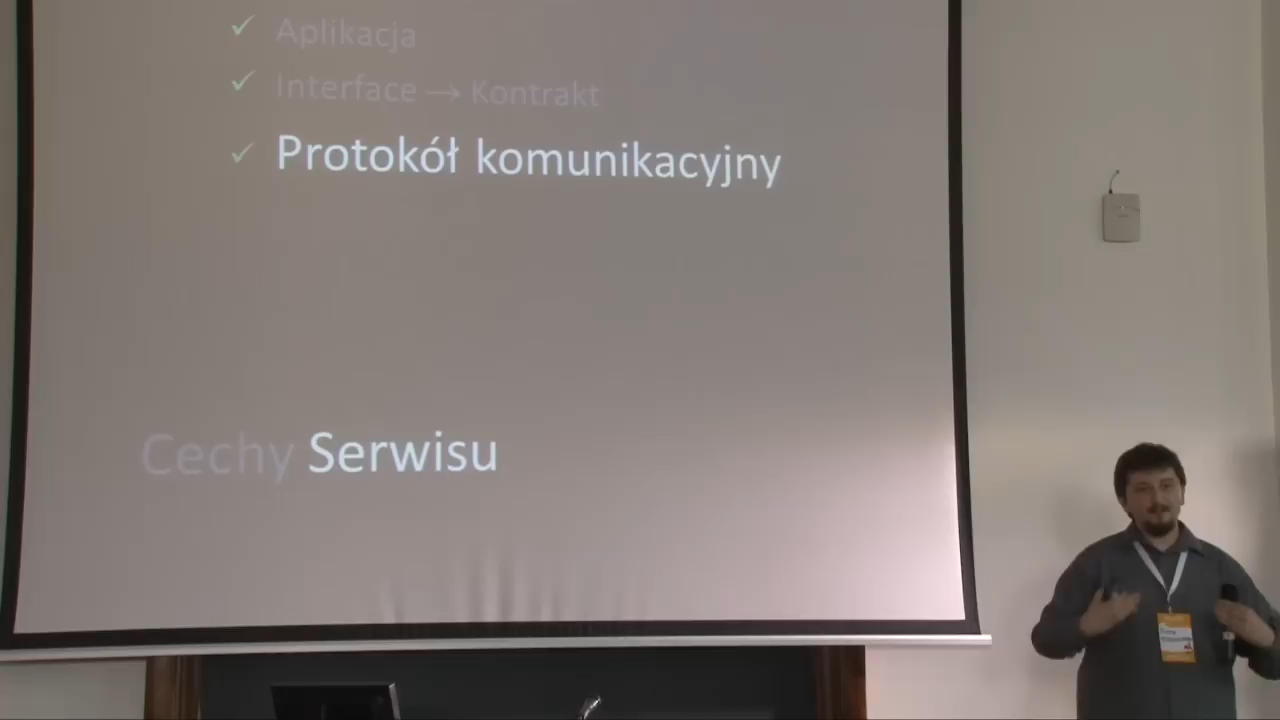 ✓ Aplikacja
✓ Interface → Kontrakt
✓ Protokół komunikacyjny
Cechy Serwisu